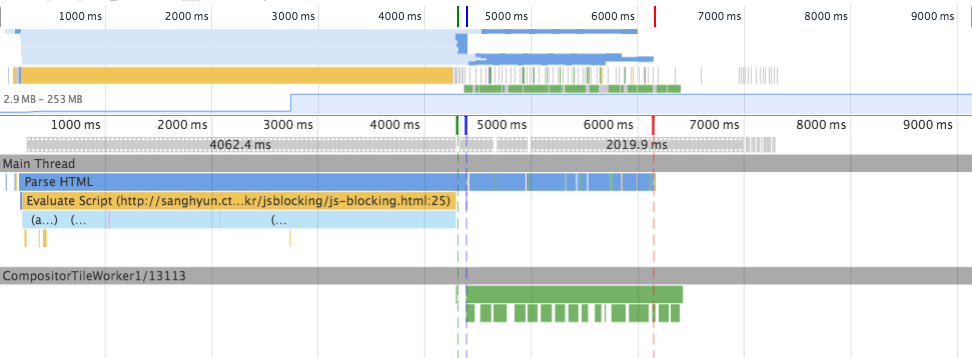 1000 ms 2000 ms 3000 ms 4000 ms 5000 ms 6000 ms 7000 ms 8000 ms 9000 ms
2.9 MB – 253 MB
1000 ms 2000 ms 3000 ms 4000 ms 5000 ms 6000 ms 7000 ms 8000 ms 9000 ms
4062.4 ms 2019.9 ms
Main Thread
Parse HTML
Evaluate Script (http://sanghyun.ct...kr/jsblocking/js-blocking.html:25)
(a...) (... (...
CompositorTileWorker1/13113